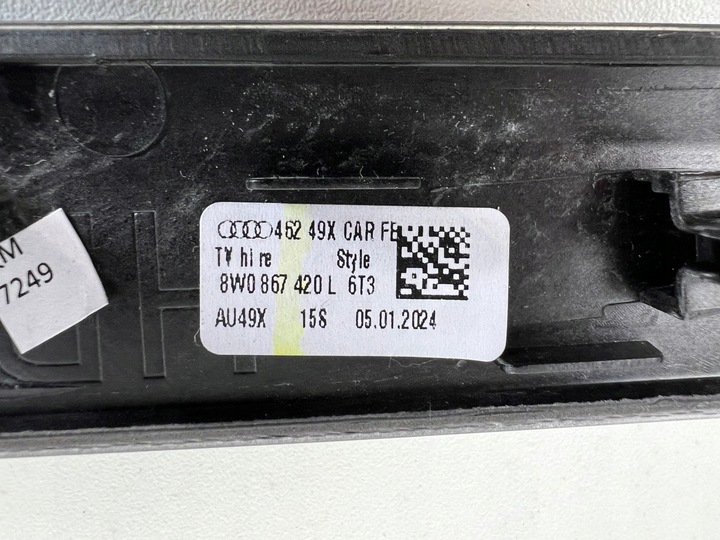 462 49X CAR FE
TV hi re Style
8W0 867 420 L 6T3
AU49X 15S 05.01.2024
7249